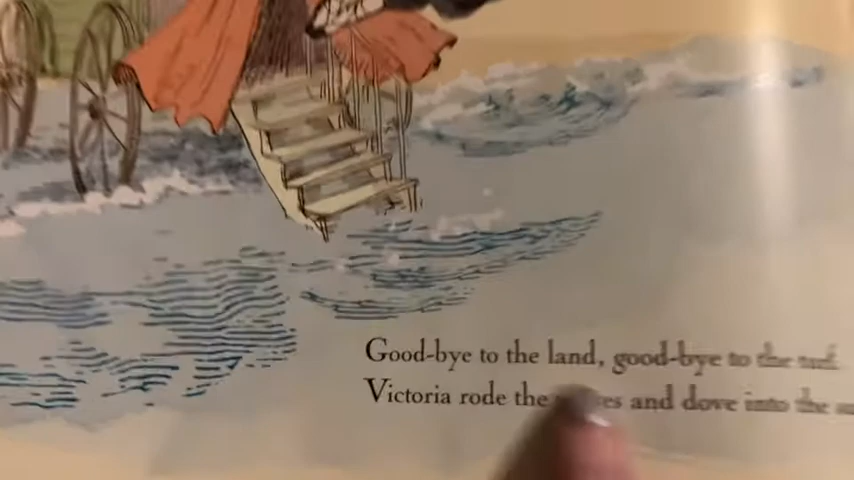 Good-bye to the land, good-bye to the
Victoria rode the and dove into the